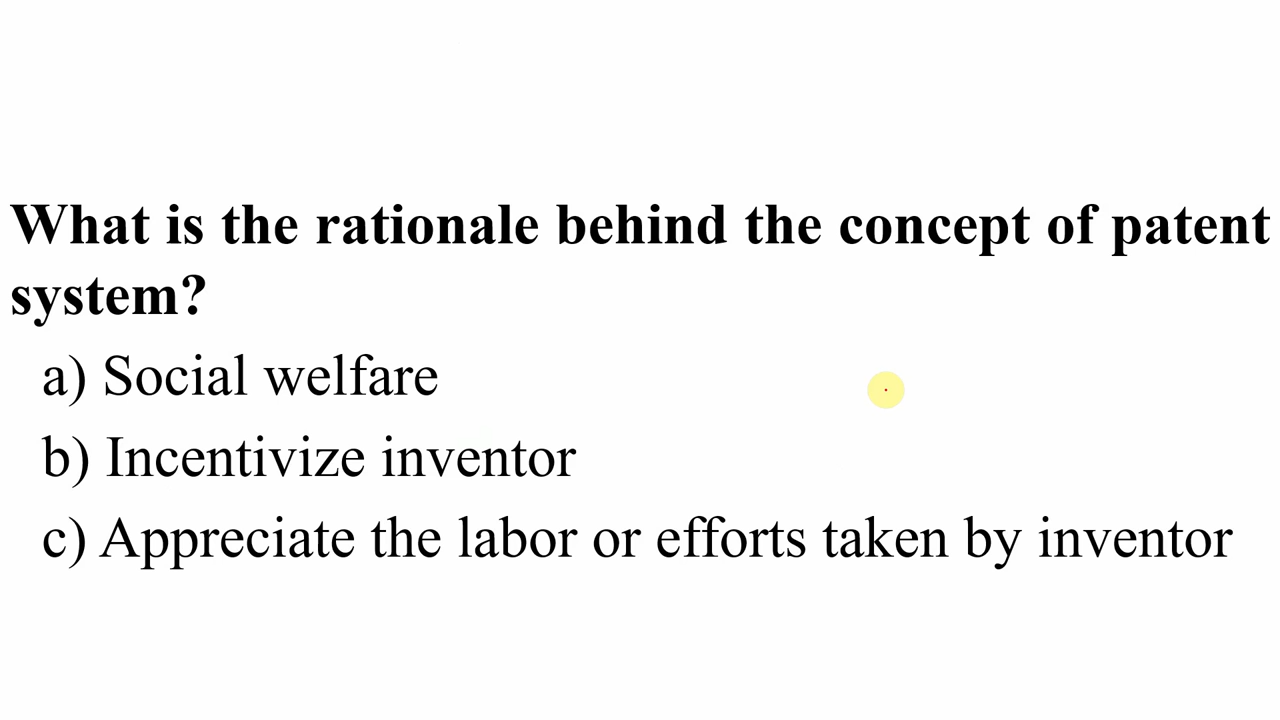 What is the rationale behind the concept of patent
system?
a) Social welfare
b) Incentivize inventor
c) Appreciate the labor or efforts taken by inventor